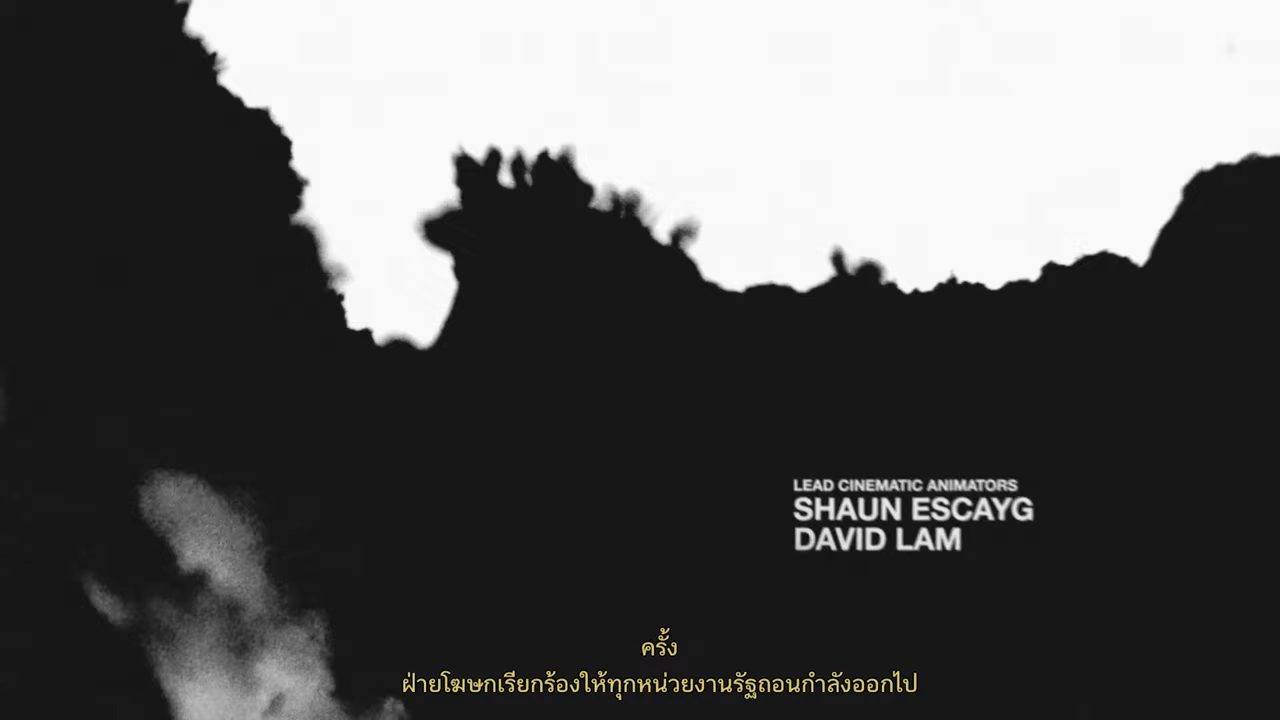 LEAD CINEMATIC ANIMATORS
SHAUN ESCAYG
DAVID LAM
ครั้ง
ฝ่ายโฆษกเรียกร้องให้ทุกหน่วยงานรัฐถอนกำลังออกไป